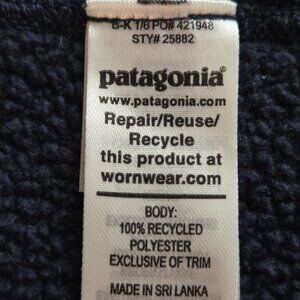 B-K 1/6 PO# 421948
STY# 25882
patagonia®
www.patagonia.com
Repair/Reuse/
Recycle
this product at
wornwear.com
BODY:
100% RECYCLED
POLYESTER
EXCLUSIVE OF TRIM
MADE IN SRI LANKA